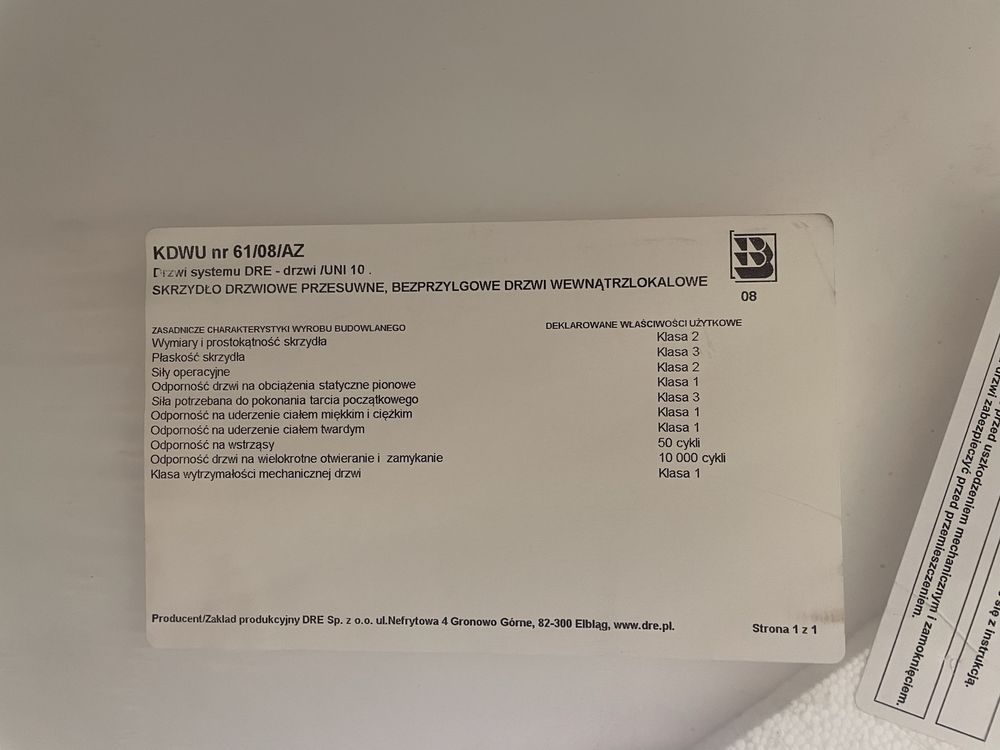 KDWU nr 61/08/AZ
Drzwi systemu DRE - drzwi /UNI 10 .
SKRZYDŁO DRZWIOWE PRZESUWNE, BEZPRZYLGOWE DRZWI WEWNĄTRZLOKALOWE
B
08
ZASADNICZE CHARAKTERYSTYKI WYROBU BUDOWLANEGO DEKLAROWANE WŁAŚCIWOŚCI UŻYTKOWE
Wymiary i prostokątność skrzydła Klasa 2
Płaskość skrzydła Klasa 3
Siły operacyjne Klasa 2
Odporność drzwi na obciążenia statyczne pionowe Klasa 1
Siła potrzebana do pokonania tarcia początkowego Klasa 3
Odporność na uderzenie ciałem miękkim i ciężkim Klasa 1
Odporność na uderzenie ciałem twardym Klasa 1
Odporność na wstrząsy 50 cykli
Odporność drzwi na wielokrotne otwieranie i zamykanie 10 000 cykli
Klasa wytrzymałości mechanicznej drzwi Klasa 1
Producent/Zakład produkcyjny DRE Sp. z o.o. ul.Nefrytowa 4 Gronowo Górne, 82-300 Elbląg, www.dre.pl.
Strona 1 z 1
się z instrukcją.
przed uszkodzeniem mechanicznym i zamoknięciem.
drzwi zabezpieczyć przed przemieszczeniem.